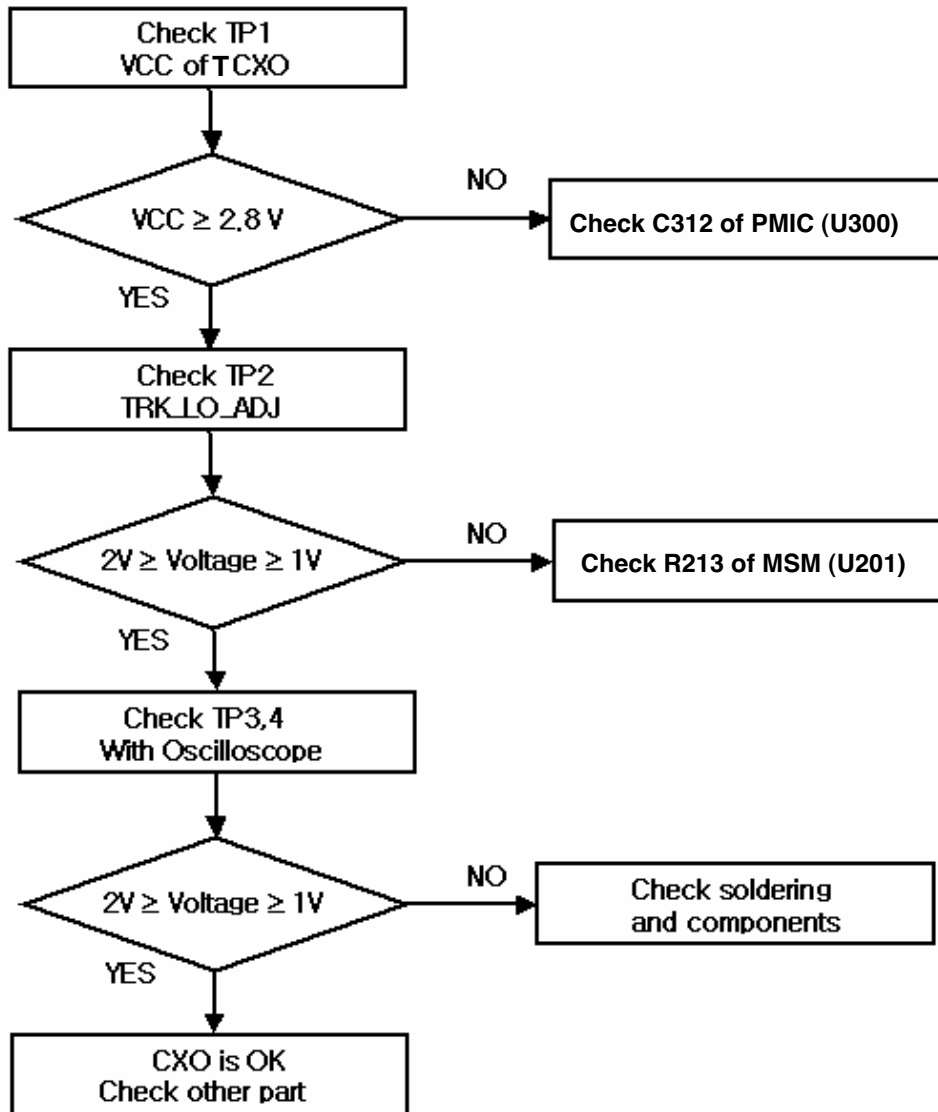 Check TP1
VCC of TCXO
VCC ≥ 2.8 V
NO
Check C312 of PMIC (U300)
YES
Check TP2
TRK_LO_ADJ
2V ≥ Voltage ≥ 1V
NO
Check R213 of MSM (U201)
YES
Check TP3,4
With Oscilloscope
2V ≥ Voltage ≥ 1V
NO
Check soldering
and components
YES
CXO is OK
Check other part